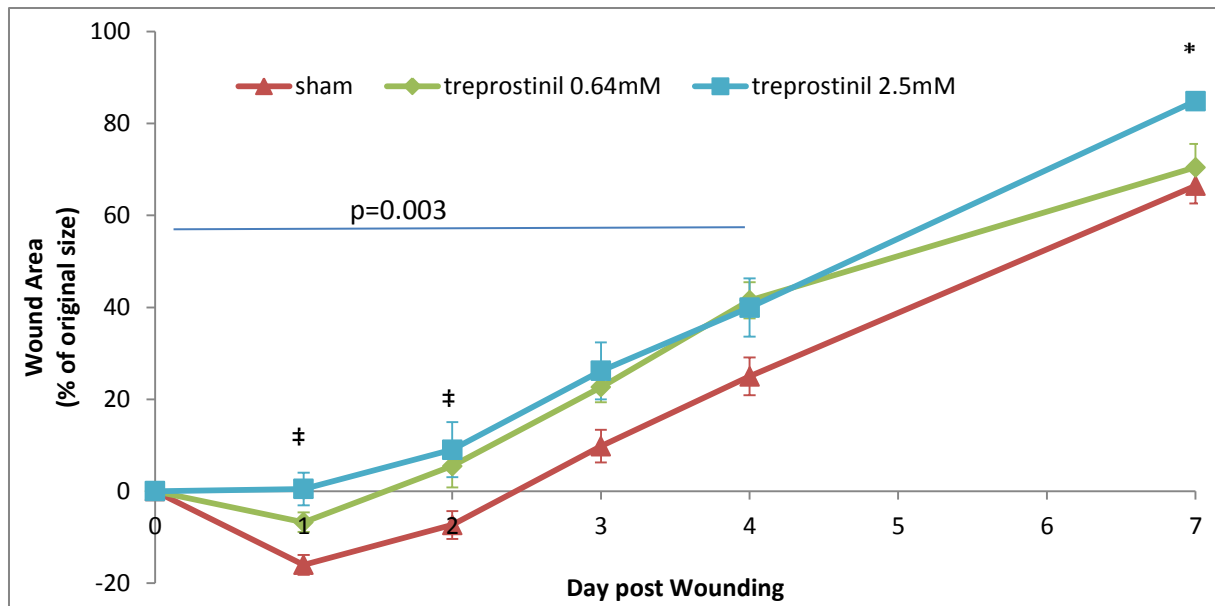 100
80
60
40
20
0
-20
Wound Area
(% of original size)
sham treprostinil 0.64mM treprostinil 2.5mM
*
p=0.003
‡
‡
0 1 2 3 4 5 6 7
Day post Wounding